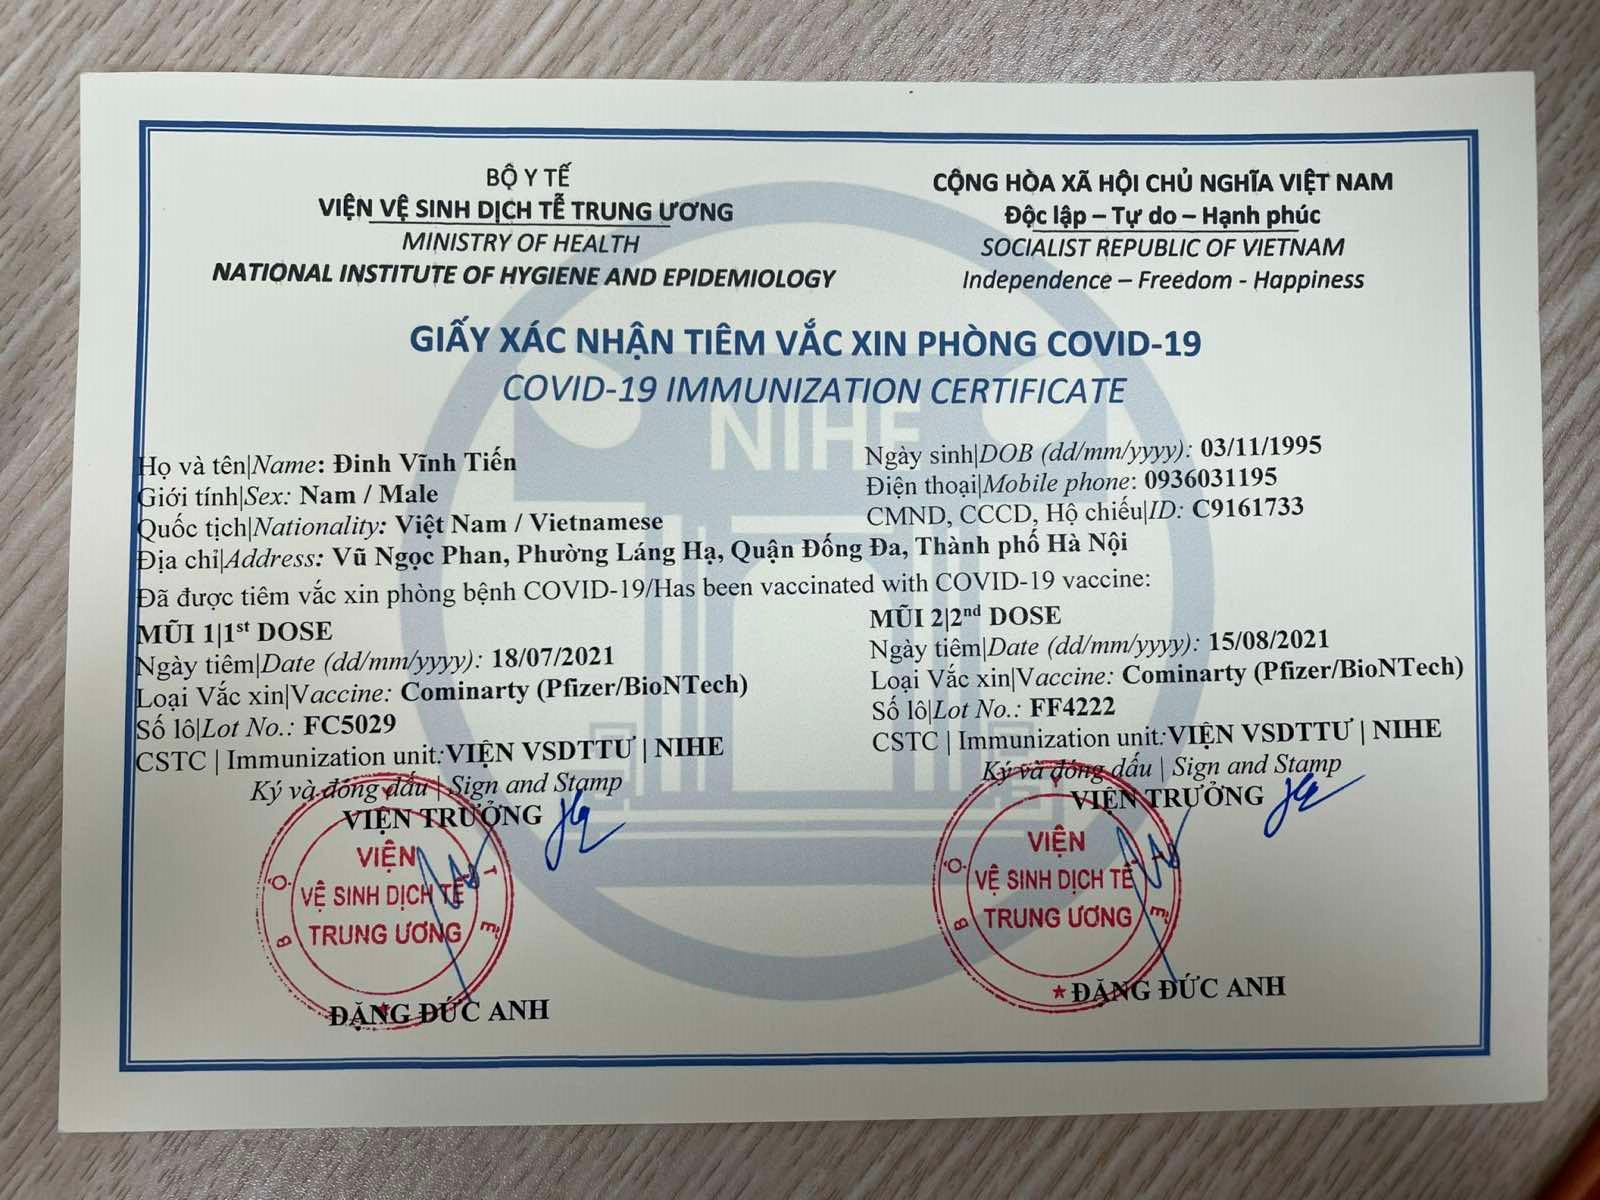 BỘ Y TẾ
VIỆN VỆ SINH DỊCH TỄ TRUNG ƯƠNG
MINISTRY OF HEALTH
NATIONAL INSTITUTE OF HYGIENE AND EPIDEMIOLOGY
CỘNG HÒA XÃ HỘI CHỦ NGHĨA VIỆT NAM
Độc lập – Tự do – Hạnh phúc
SOCIALIST REPUBLIC OF VIETNAM
Independence – Freedom - Happiness
GIẤY XÁC NHẬN TIÊM VẮC XIN PHÒNG COVID-19
COVID-19 IMMUNIZATION CERTIFICATE
NIHE
Họ và tên|Name: Đinh Vĩnh Tiến
Ngày sinh|DOB (dd/mm/yyyy): 03/11/1995
Giới tính|Sex: Nam / Male
Điện thoại|Mobile phone: 0936031195
Quốc tịch|Nationality: Việt Nam / Vietnamese
CMND, CCCD, Hộ chiếu|ID: C9161733
Địa chỉ|Address: Vũ Ngọc Phan, Phường Láng Hạ, Quận Đống Đa, Thành phố Hà Nội
Đã được tiêm vắc xin phòng bệnh COVID-19/Has been vaccinated with COVID-19 vaccine:
MŨI 1|1st DOSE
Ngày tiêm|Date (dd/mm/yyyy): 18/07/2021
Loại Vắc xin|Vaccine: Cominarty (Pfizer/BioNTech)
Số lô|Lot No.: FC5029
CSTC | Immunization unit:VIỆN VSDTTƯ | NIHE
Ký và đóng dấu | Sign and Stamp
VIỆN TRƯỞNG
BỘ Y TẾ
VIỆN
VỆ SINH DỊCH TỄ
TRUNG ƯƠNG
ĐẶNG ĐỨC ANH
MŨI 2|2nd DOSE
Ngày tiêm|Date (dd/mm/yyyy): 15/08/2021
Loại Vắc xin|Vaccine: Cominarty (Pfizer/BioNTech)
Số lô|Lot No.: FF4222
CSTC | Immunization unit:VIỆN VSDTTƯ | NIHE
Ký và đóng dấu | Sign and Stamp
VIỆN TRƯỞNG
BỘ Y TẾ
VIỆN
VỆ SINH DỊCH TỄ
TRUNG ƯƠNG
ĐẶNG ĐỨC ANH